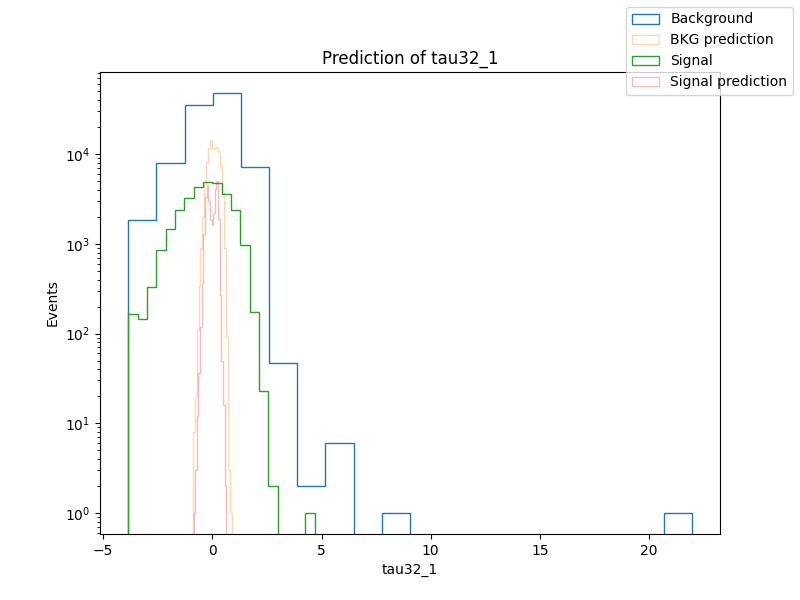 Background
BKG prediction
Signal
Signal prediction
Prediction of tau32_1
Events
10^4
10^3
10^2
10^1
10^0
−5
0
5
10
15
20
tau32_1